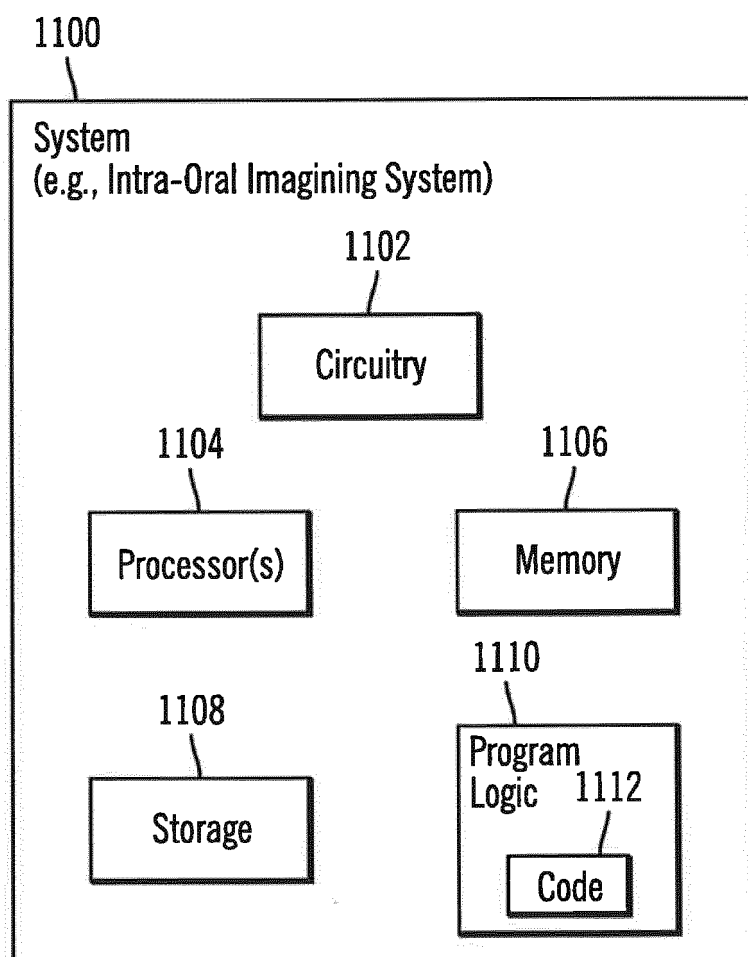 1100
System
(e.g., Intra-Oral Imagining System)
1102
Circuitry
1104
1106
Processor(s)
Memory
1108
1110
Storage
Program
Logic 1112
Code